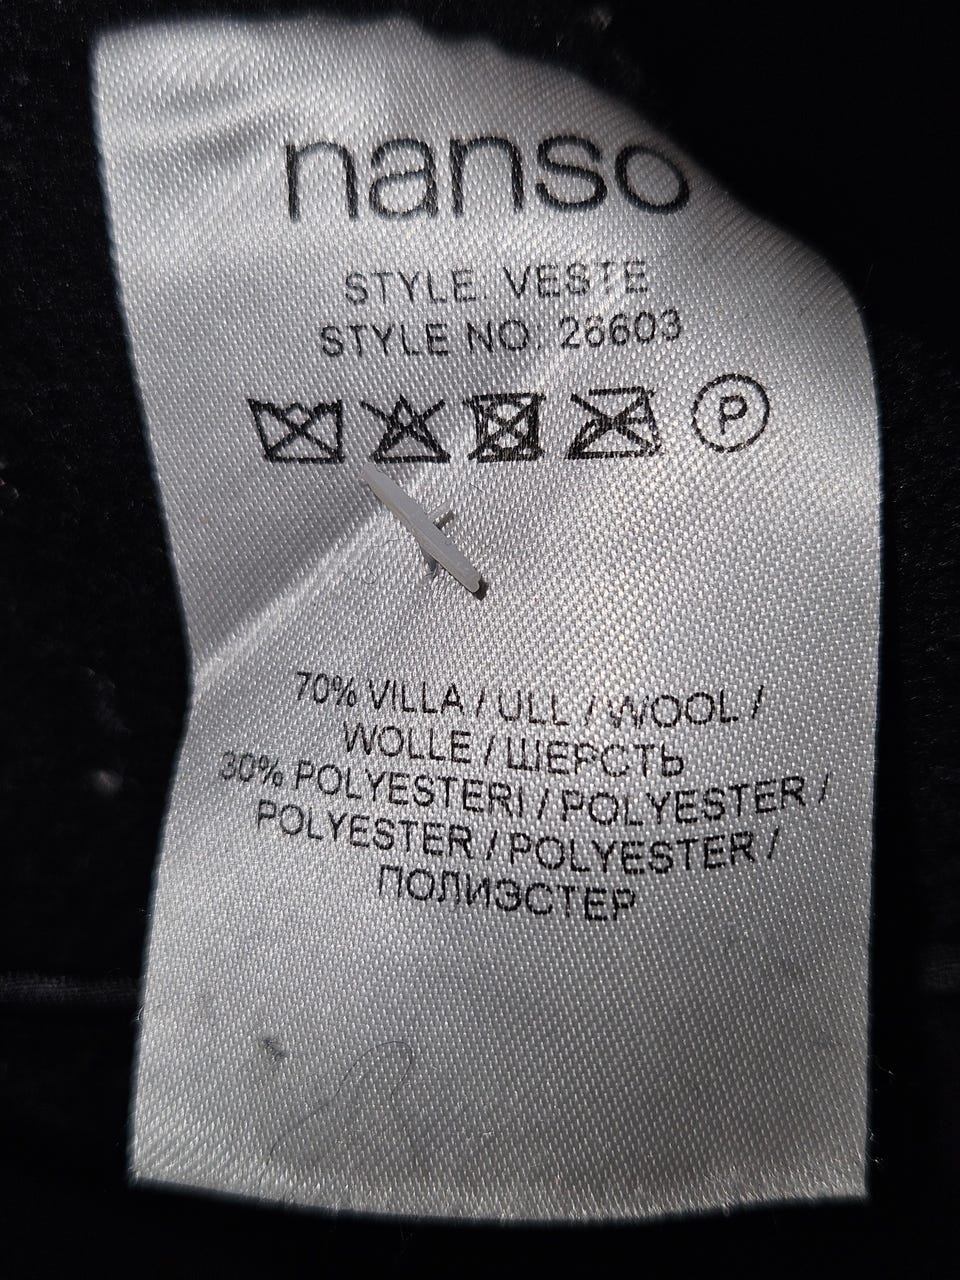 nanso
STYLE: VESTE
STYLE NO: 26603
P
70% VILLA / ULL / WOOL /
WOLLE / ШЕРСТЬ
30% POLYESTERI / POLYESTER /
POLYESTER / POLYESTER /
ПОЛИЭСТЕР